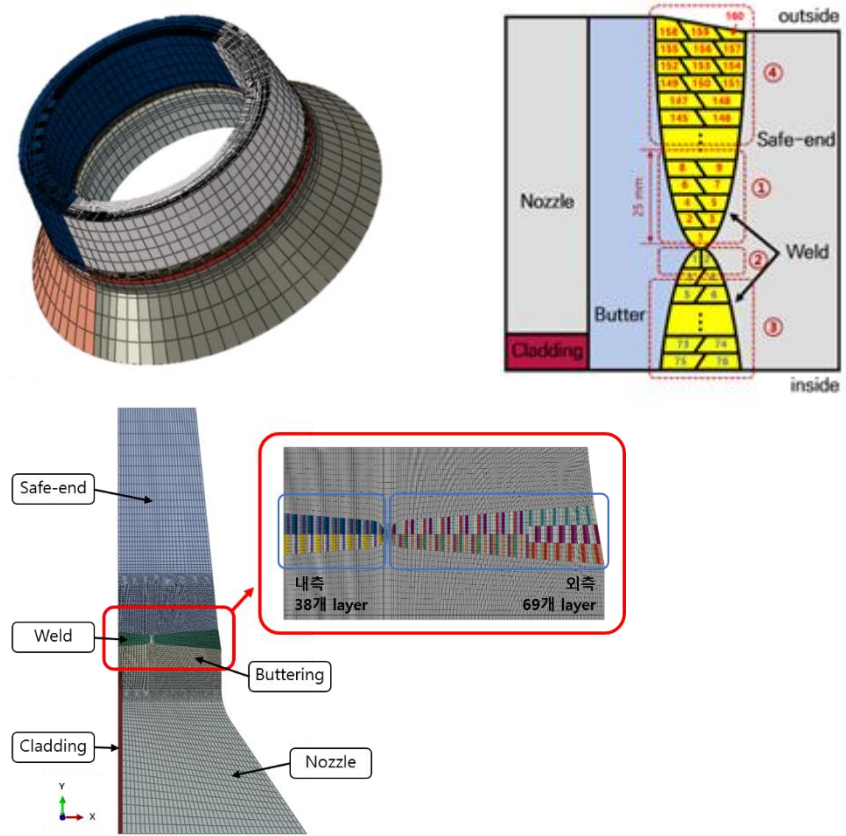 160
outside
158 159
155 156 157
152 153 154
149 150 151
④
147 148
145
Safe-end
8 9
6 7
4 5
2 3
1
①
25 mm
Nozzle
Weld
②
5 6
Butter
③
Cladding
73 74
75 76
inside
Safe-end
Weld
Buttering
Cladding
Nozzle
Y
X
내측
38개 layer
외측
69개 layer